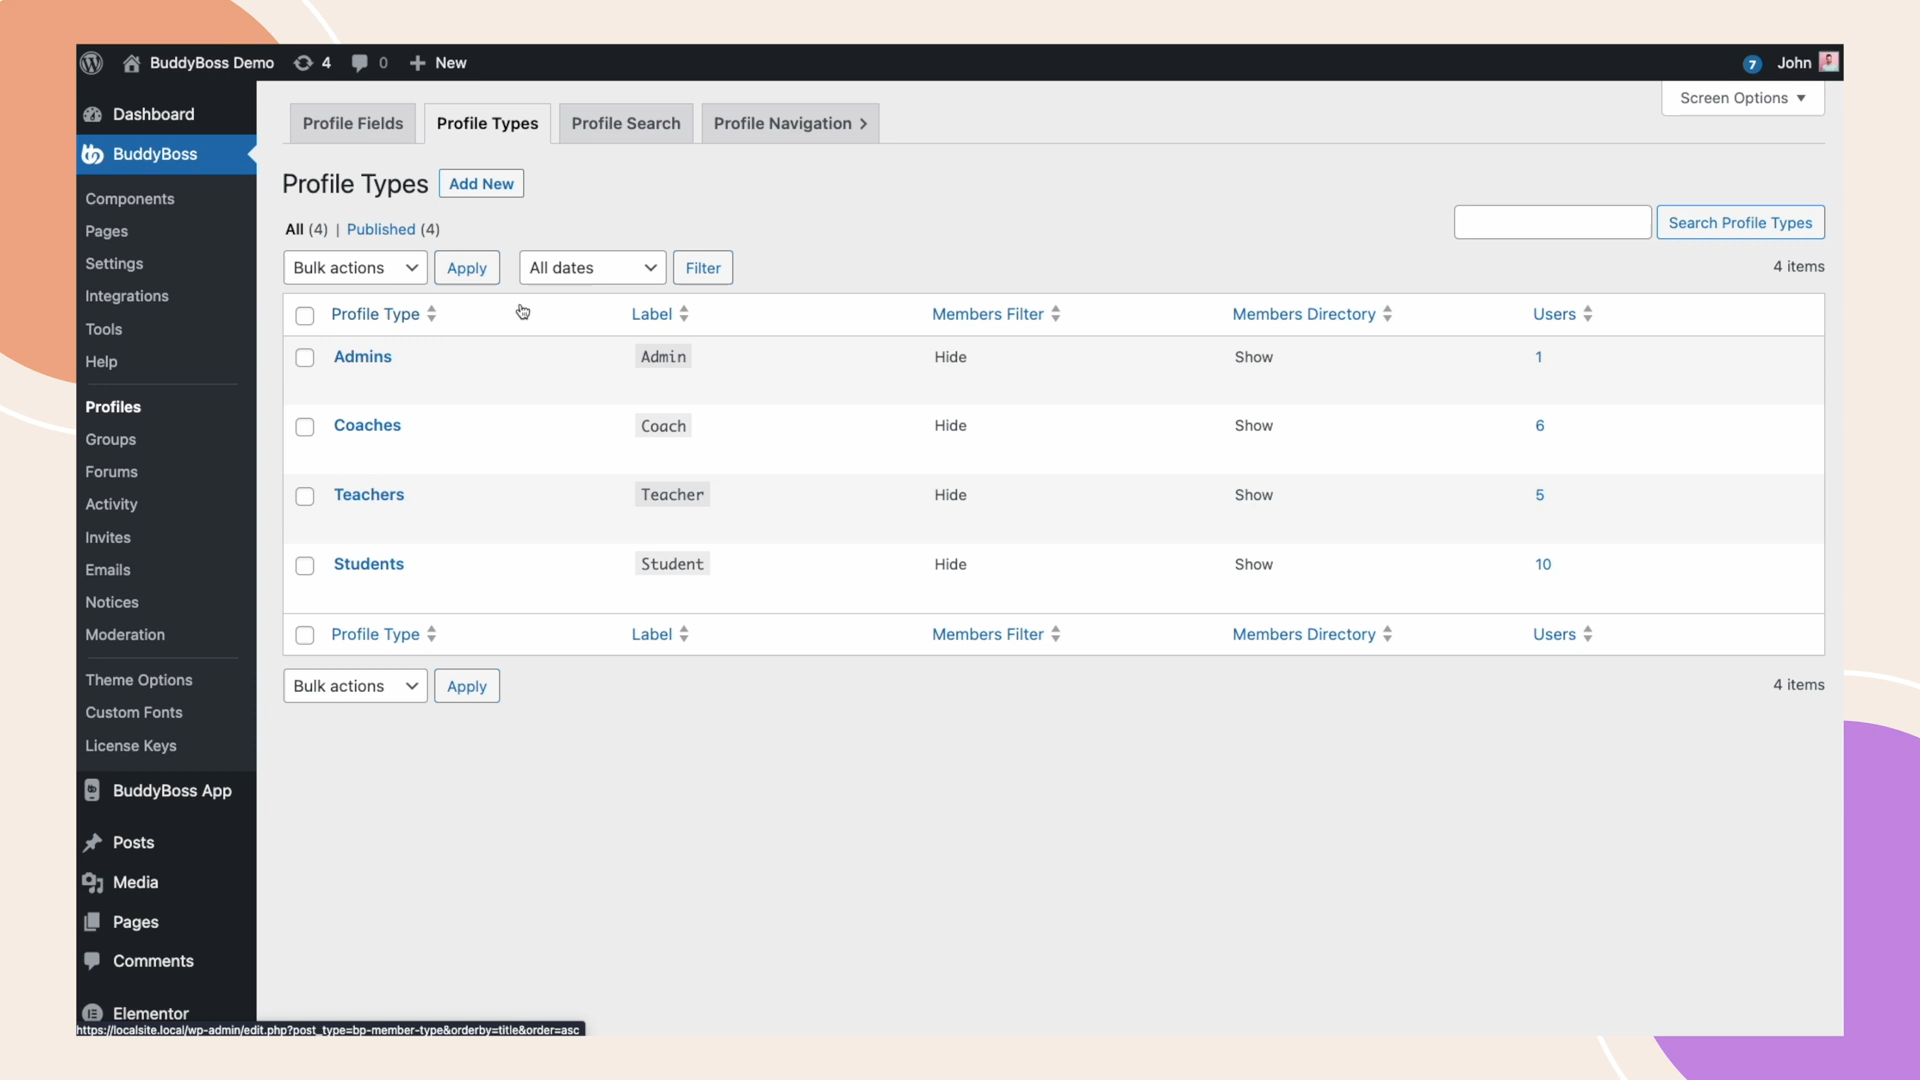 BuddyBoss Demo 4 0 New 7 John
Screen Options
Dashboard
BuddyBoss
Components
Pages
Settings
Integrations
Tools
Help
Profiles
Groups
Forums
Activity
Invites
Emails
Notices
Moderation
Theme Options
Custom Fonts
License Keys
BuddyBoss App
Posts
Media
Pages
Comments
Elementor
Profile Fields Profile Types Profile Search Profile Navigation >
Profile Types Add New
All (4) | Published (4)
Search Profile Types
Bulk actions Apply All dates Filter 4 items
Profile Type Label Members Filter Members Directory Users
Admins Admin Hide Show 1
Coaches Coach Hide Show 6
Teachers Teacher Hide Show 5
Students Student Hide Show 10
Profile Type Label Members Filter Members Directory Users
Bulk actions Apply 4 items
https://localsite.local/wp-admin/edit.php?post_type=bp-member-type&orderby=title&order=asc